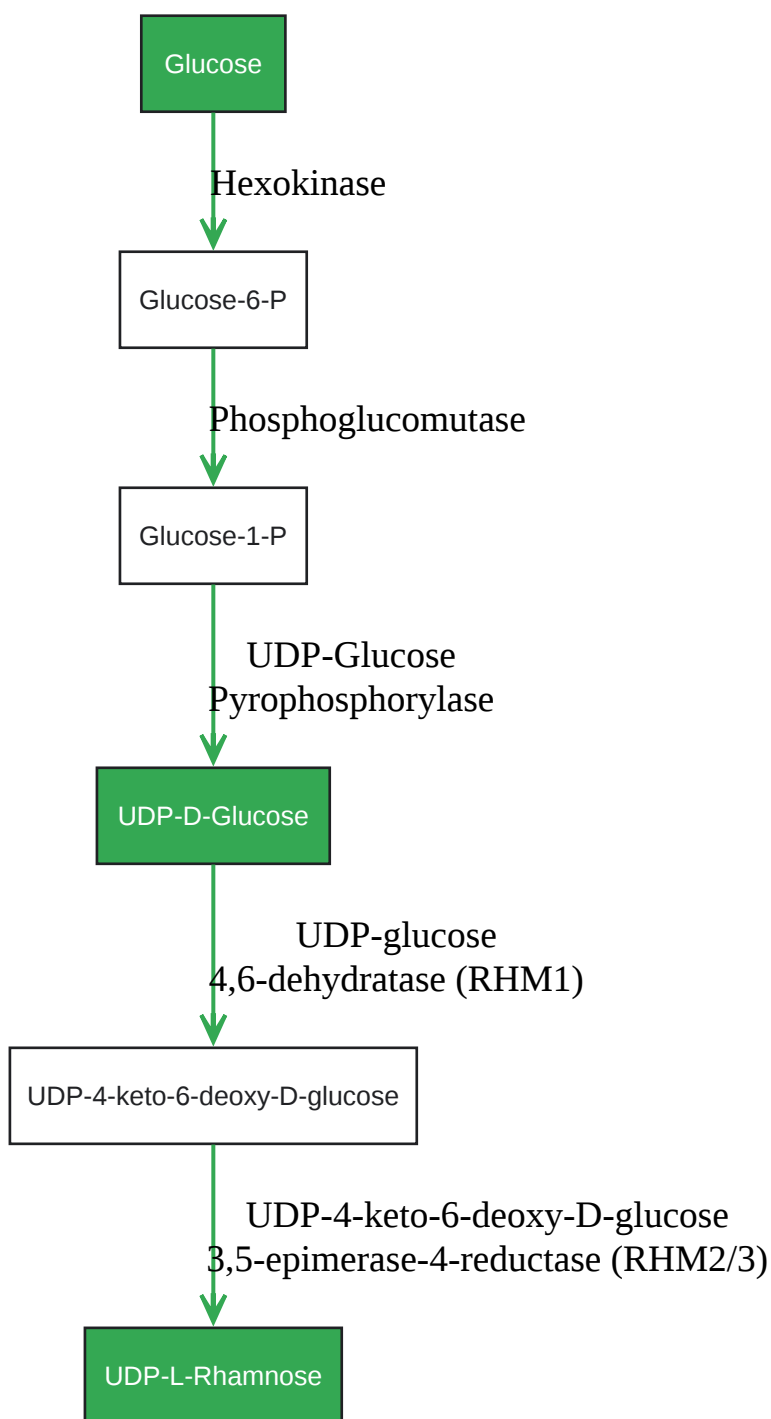 Glucose
Hexokinase
Glucose-6-P
Phosphoglucomutase
Glucose-1-P
UDP-Glucose
Pyrophosphorylase
UDP-D-Glucose
UDP-glucose
4,6-dehydratase (RHM1)
UDP-4-keto-6-deoxy-D-glucose
UDP-4-keto-6-deoxy-D-glucose
3,5-epimerase-4-reductase (RHM2/3)
UDP-L-Rhamnose